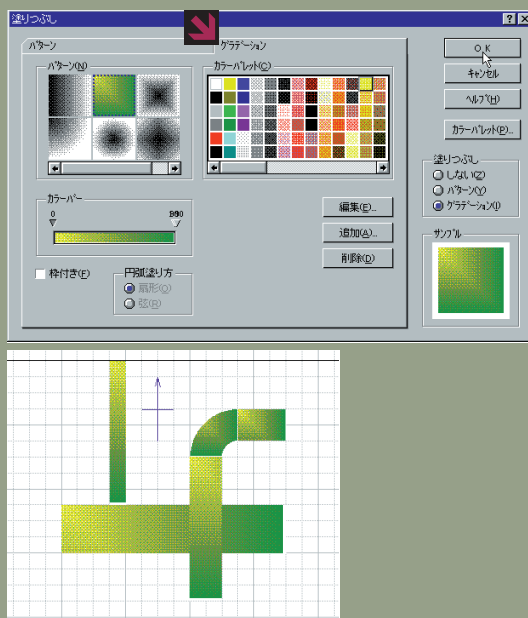 塗りつぶし
パターン
グラデーション
パターン(N)
カラーパレット(C)
カラーバー
0
編集(E)...
追加(A)...
削除(D)
枠付き(F)
円弧塗り方
扇形(O)
弦(R)
OK
キャンセル
ヘルプ(H)
カラーパレット(P)...
塗りつぶし
しない(Z)
パターン(Y)
グラデーション(I)
サンプル